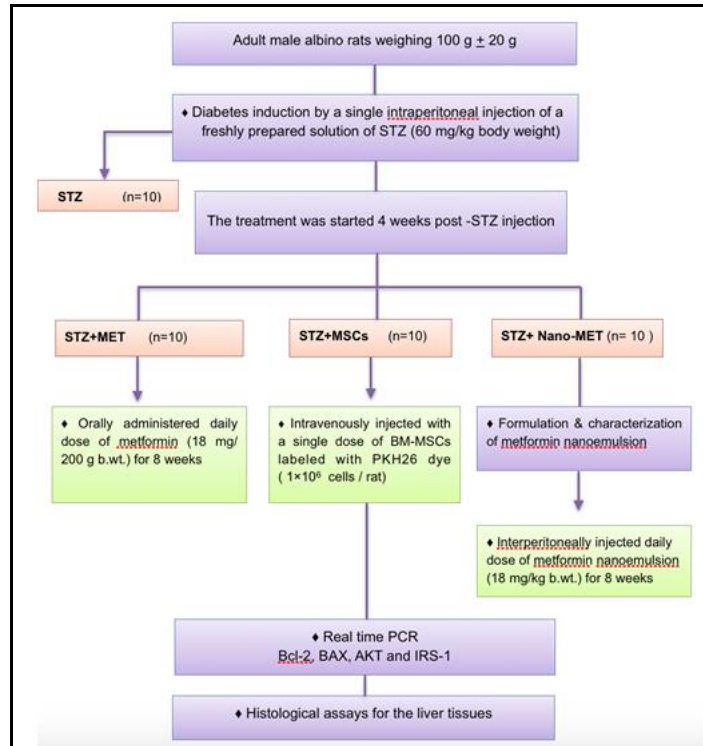 Adult male albino rats weighing 100 g ± 20 g
♦ Diabetes induction by a single intraperitoneal injection of a
freshly prepared solution of STZ (60 mg/kg body weight)
STZ (n=10)
The treatment was started 4 weeks post -STZ injection
STZ+MET (n=10)
STZ+MSCs (n=10)
STZ+ Nano-MET (n= 10 )
♦ Orally administered daily
dose of metformin (18 mg/
200 g b.wt.) for 8 weeks
♦ Intravenously injected with
a single dose of BM-MSCs
labeled with PKH26 dye
( 1×10⁶ cells / rat)
♦ Formulation & characterization
of metformin nanoemulsion
♦ Interperitoneally injected daily
dose of metformin nanoemulsion
(18 mg/kg b.wt.) for 8 weeks
♦ Real time PCR
Bcl-2, BAX, AKT and IRS-1
♦ Histological assays for the liver tissues